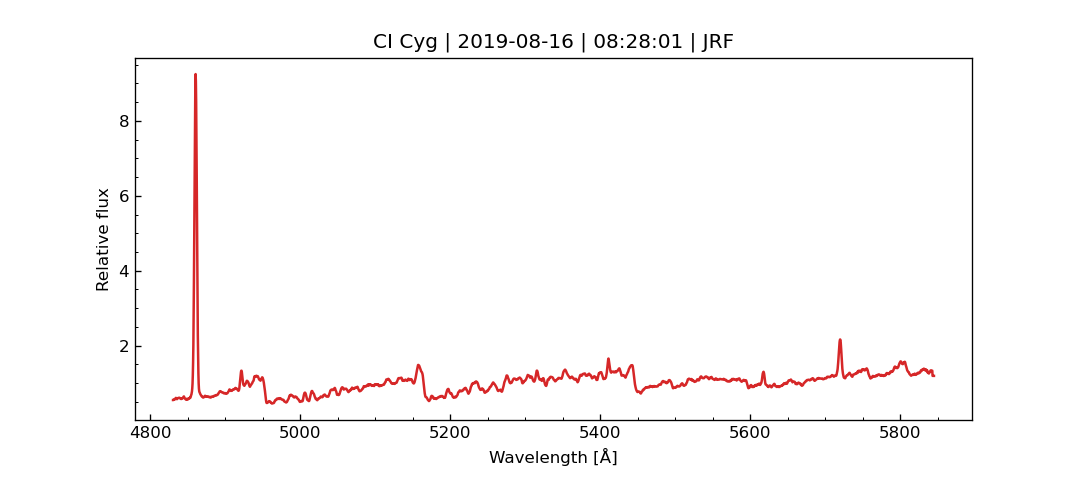 CI Cyg | 2019-08-16 | 08:28:01 | JRF
Relative flux
8
6
4
2
4800 5000 5200 5400 5600 5800
Wavelength [Å]